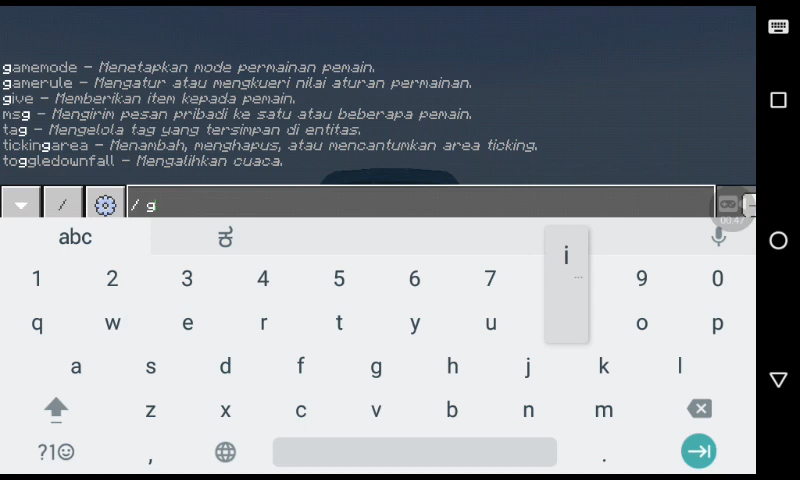 gamemode – Menetapkan mode permainan pemain.
gamerule – Mengatur atau mengkueri nilai aturan permainan.
give – Memberikan item kepada pemain.
msg – Mengirim pesan pribadi ke satu atau beberapa pemain.
tag – Mengelola tag yang tersimpan di entitas.
tickingarea – Menambah, menghapus, atau mencantumkan area ticking.
toggledownfall – Mengalihkan cuaca.
/ / g
00:47
abc
1 2 3 4 5 6 7 i 9 0
q w e r t y u o p
a s d f g h j k l
z x c v b n m
?1☺ , .